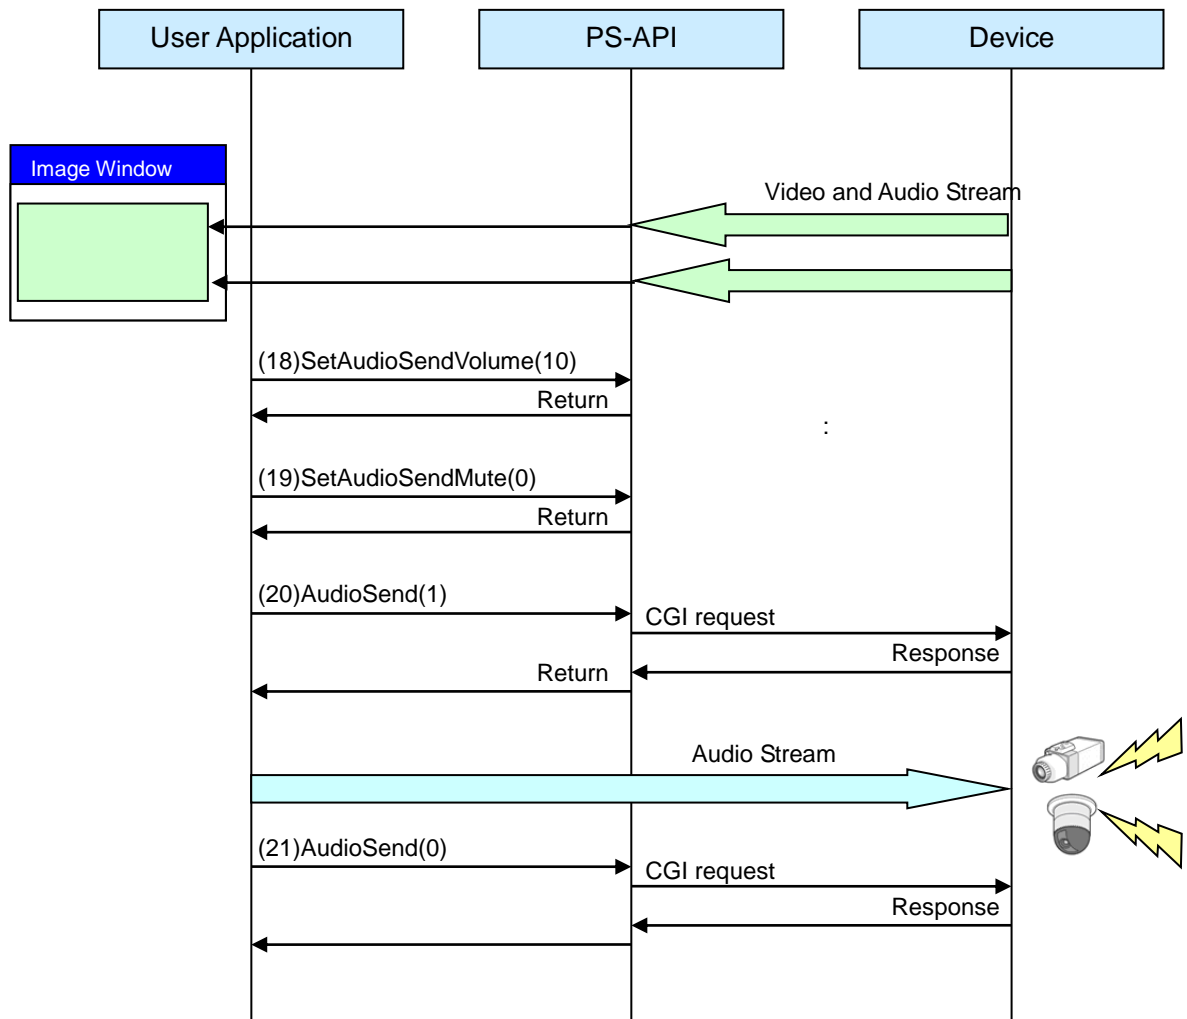 User Application
PS-API
Device
Image Window
Video and Audio Stream
(18)SetAudioSendVolume(10)
Return
:
(19)SetAudioSendMute(0)
Return
(20)AudioSend(1)
CGI request
Response
Return
Audio Stream
(21)AudioSend(0)
CGI request
Response